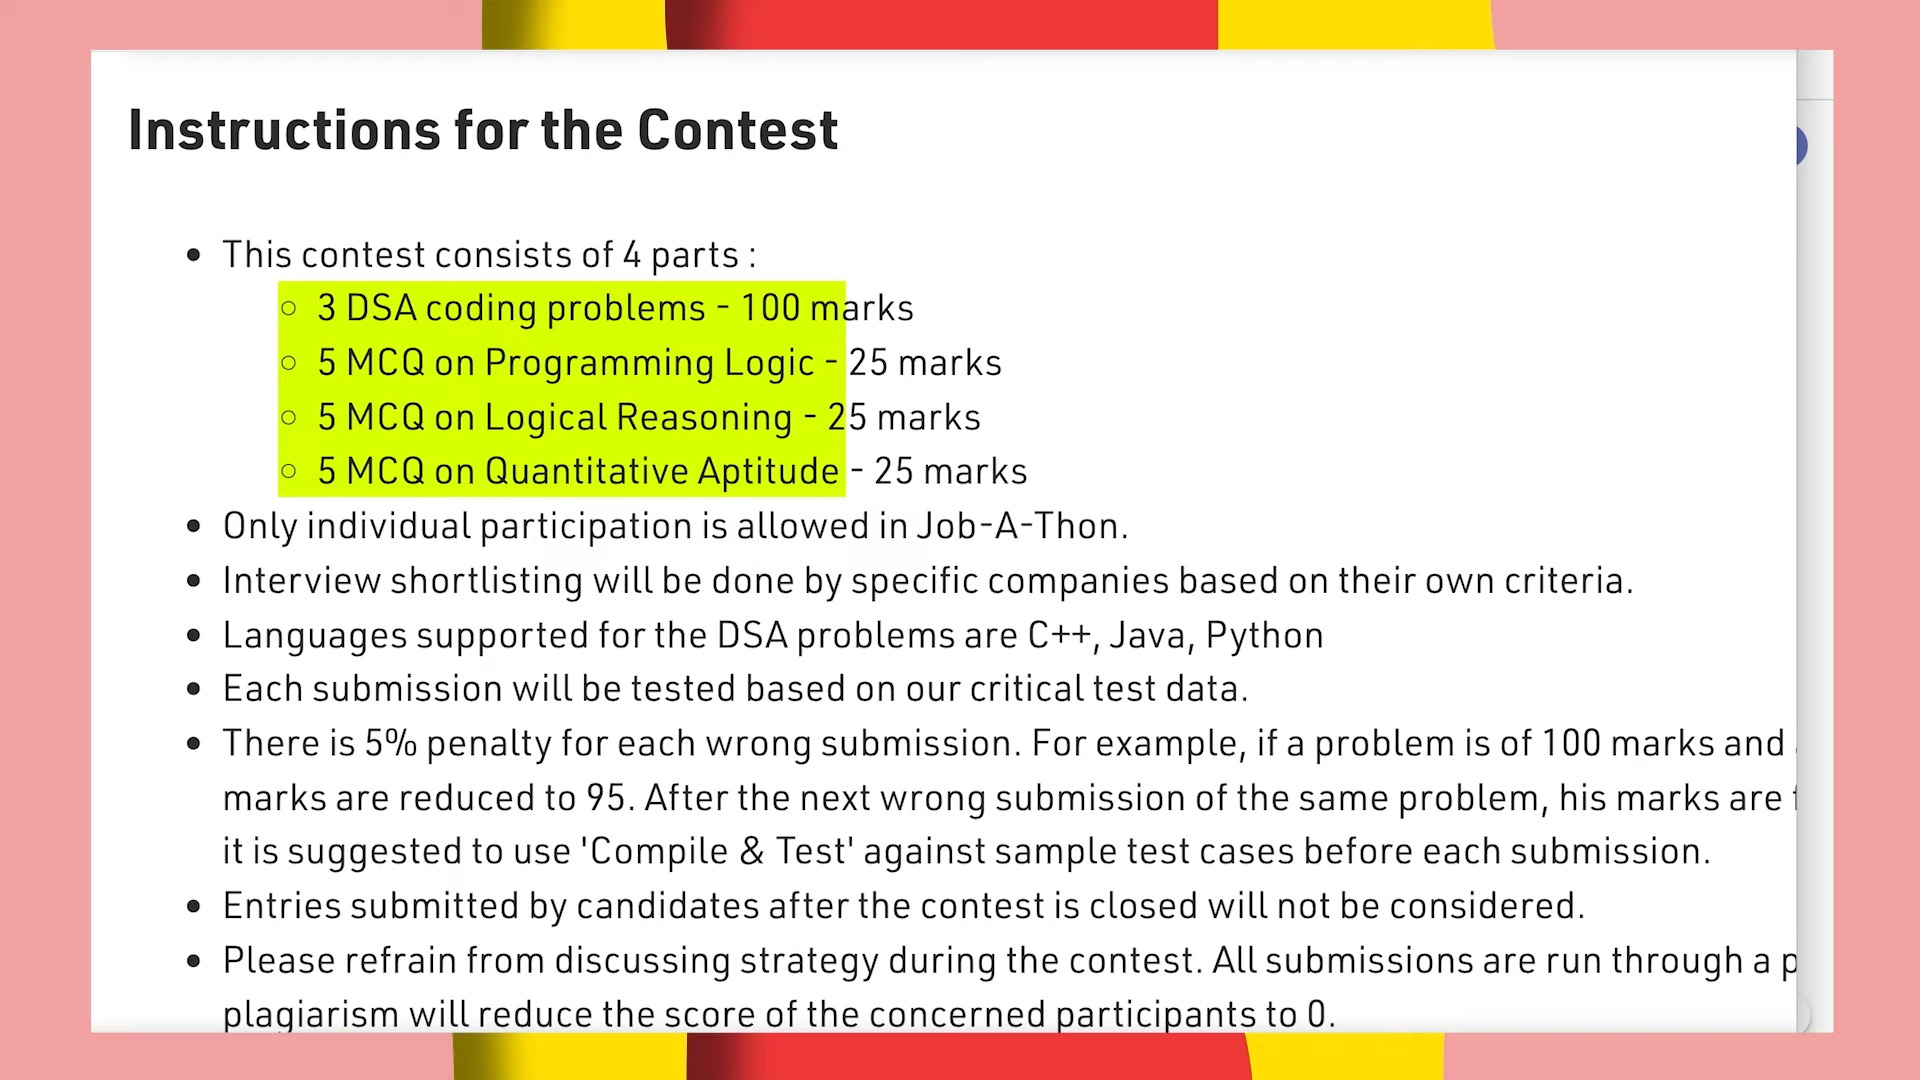 Instructions for the Contest
This contest consists of 4 parts :
3 DSA coding problems - 100 marks
5 MCQ on Programming Logic - 25 marks
5 MCQ on Logical Reasoning - 25 marks
5 MCQ on Quantitative Aptitude - 25 marks
Only individual participation is allowed in Job-A-Thon.
Interview shortlisting will be done by specific companies based on their own criteria.
Languages supported for the DSA problems are C++, Java, Python
Each submission will be tested based on our critical test data.
There is 5% penalty for each wrong submission. For example, if a problem is of 100 marks and
marks are reduced to 95. After the next wrong submission of the same problem, his marks are
it is suggested to use 'Compile & Test' against sample test cases before each submission.
Entries submitted by candidates after the contest is closed will not be considered.
Please refrain from discussing strategy during the contest. All submissions are run through a
plagiarism will reduce the score of the concerned participants to 0.